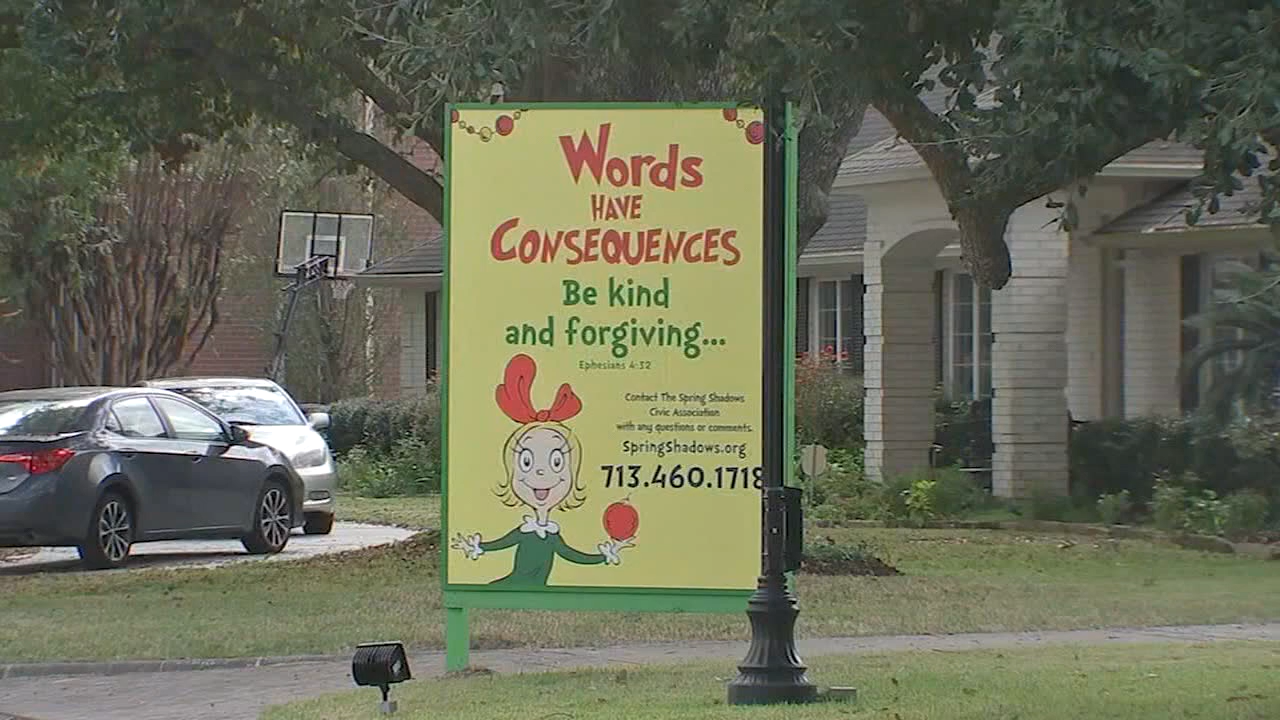 Words
HAVE
CONSEQUENCES
Be kind
and forgiving...
Ephesians 4:32
Contact The Spring Shadows
Civic Association
with any questions or comments.
SpringShadows.org
713.460.1718